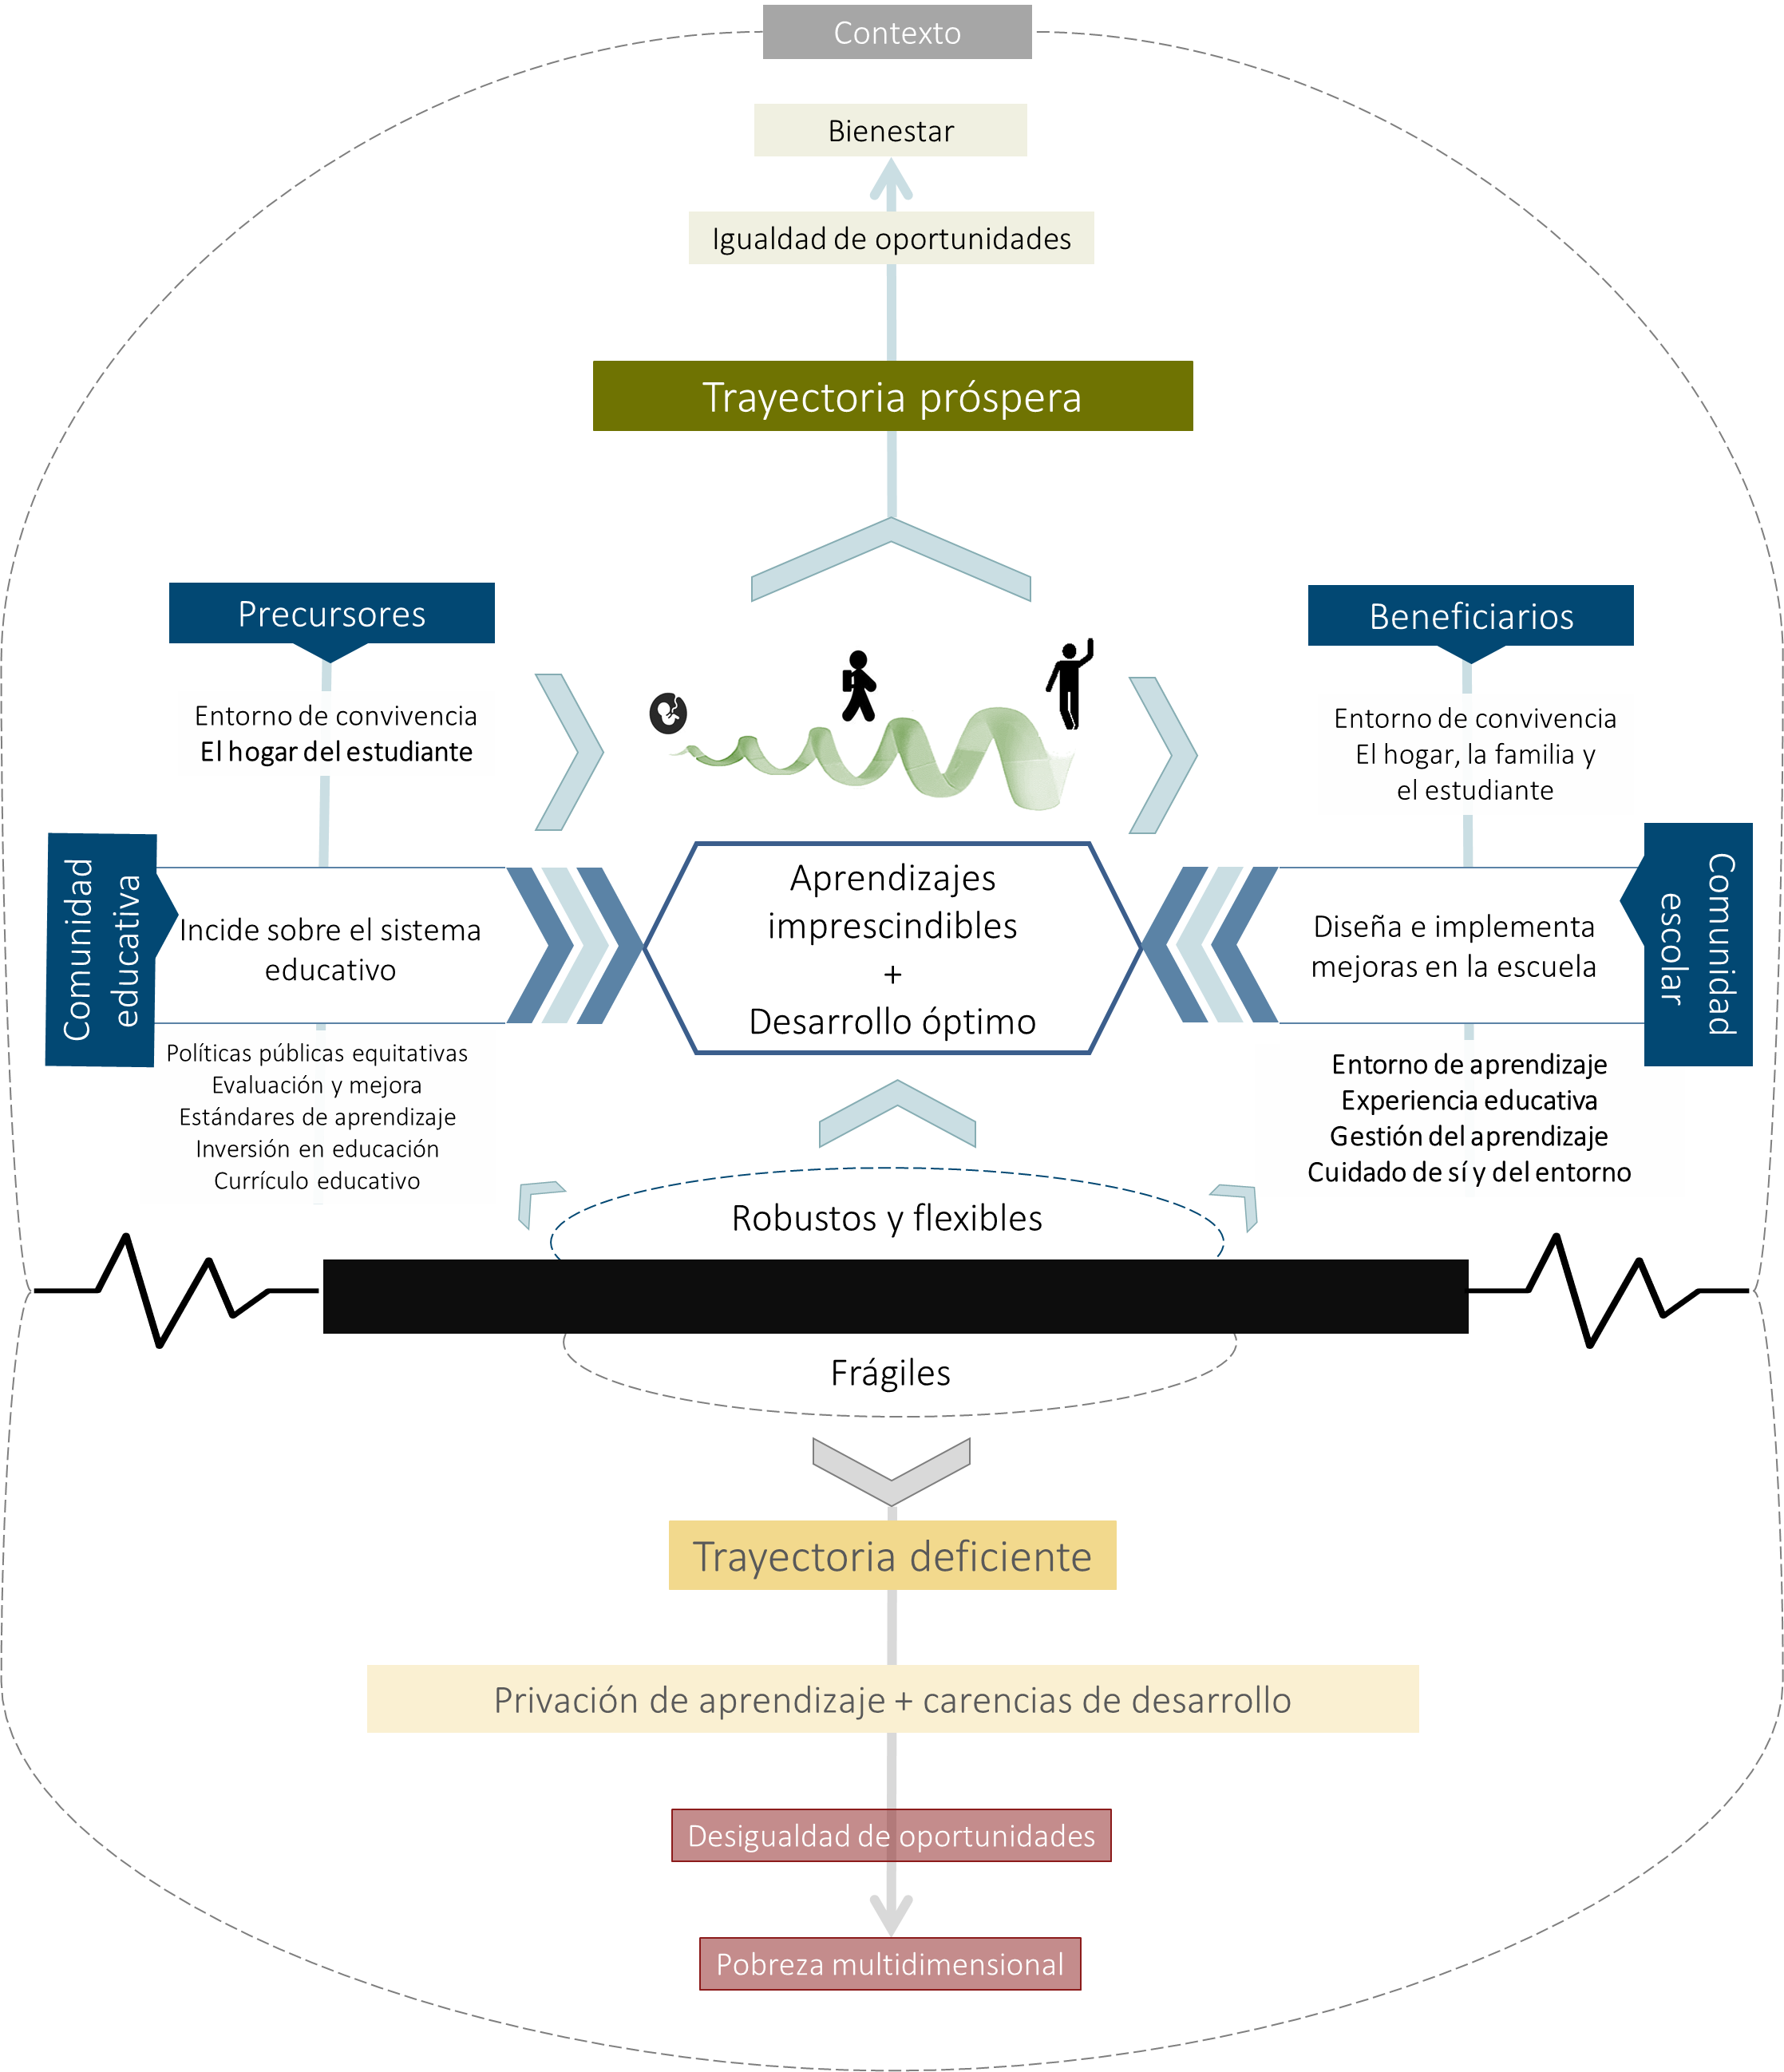 Contexto
Bienestar
Igualdad de oportunidades
Trayectoria próspera
Precursores
Entorno de convivencia
El hogar del estudiante
Beneficiarios
Entorno de convivencia
El hogar, la familia y
el estudiante
Comunidad
educativa
Incide sobre el sistema
educativo
Aprendizajes
imprescindibles
+
Desarrollo óptimo
Diseña e implementa
mejoras en la escuela
Comunidad
escolar
Políticas públicas equitativas
Evaluación y mejora
Estándares de aprendizaje
Inversión en educación
Currículo educativo
Entorno de aprendizaje
Experiencia educativa
Gestión del aprendizaje
Cuidado de sí y del entorno
Robustos y flexibles
Frágiles
Trayectoria deficiente
Privación de aprendizaje + carencias de desarrollo
Desigualdad de oportunidades
Pobreza multidimensional